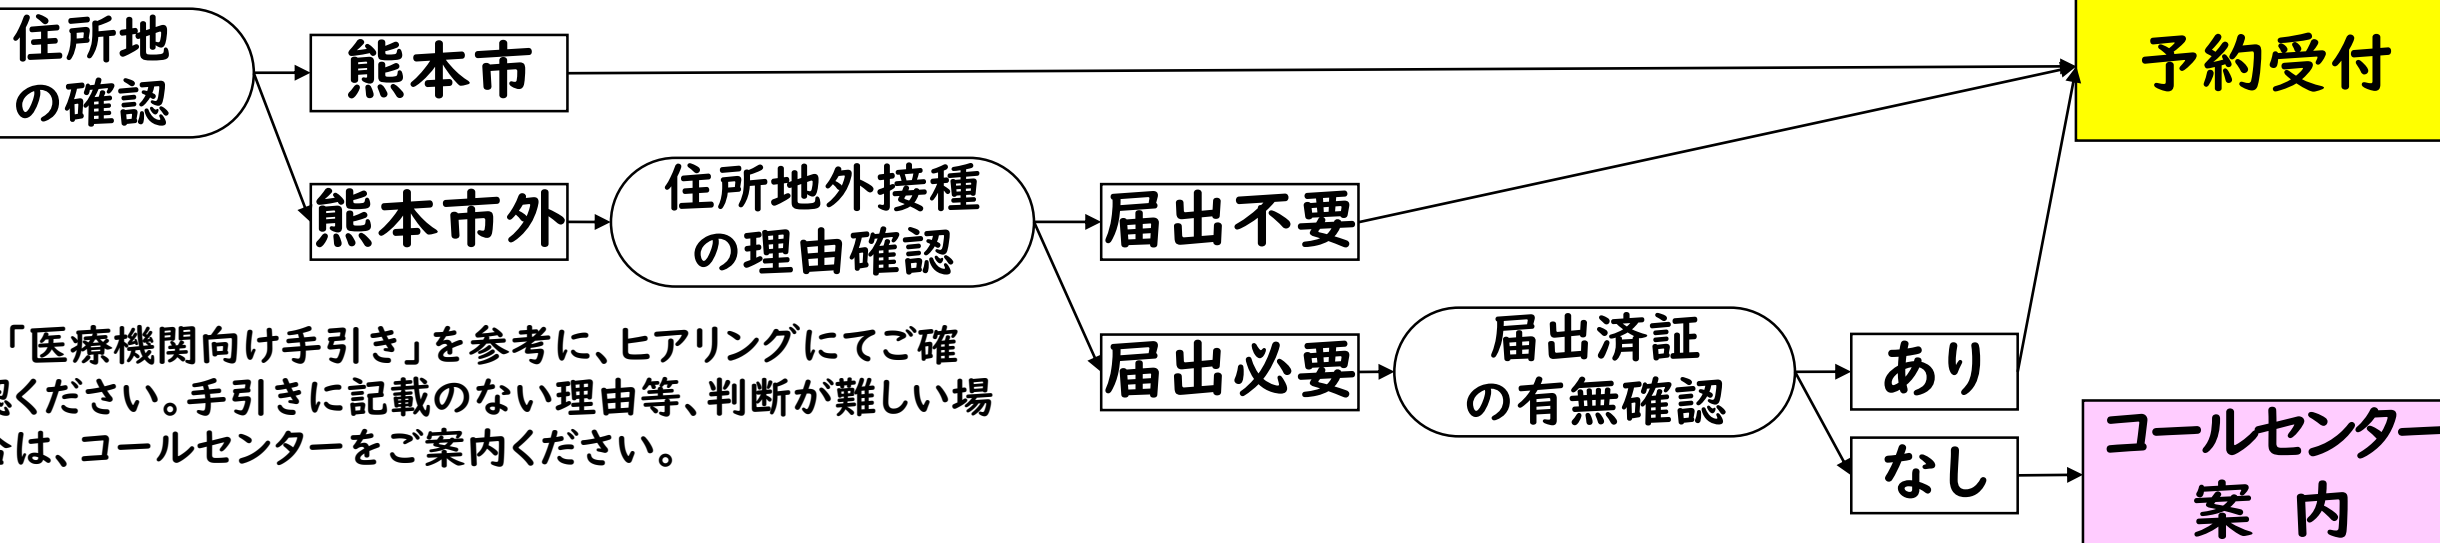 住所地
の確認
熊本市
予約受付
熊本市外
住所地外接種
の理由確認
届出不要
届出必要
届出済証
の有無確認
あり
なし
コールセンター
案 内
「医療機関向け手引き」を参考に、ヒアリングにてご確
認ください。手引きに記載のない理由等、判断が難しい場
合は、コールセンターをご案内ください。